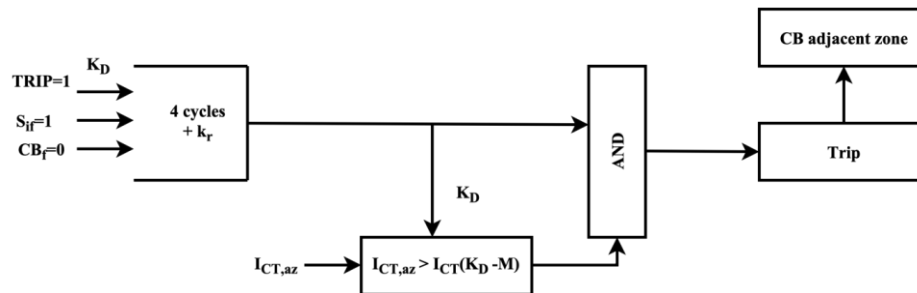 CB adjacent zone
K_D
TRIP=1
S_if=1
CB_f=0
4 cycles
+ k_r
AND
Trip
K_D
I_CT,az
I_CT,az > I_CT(K_D -M)